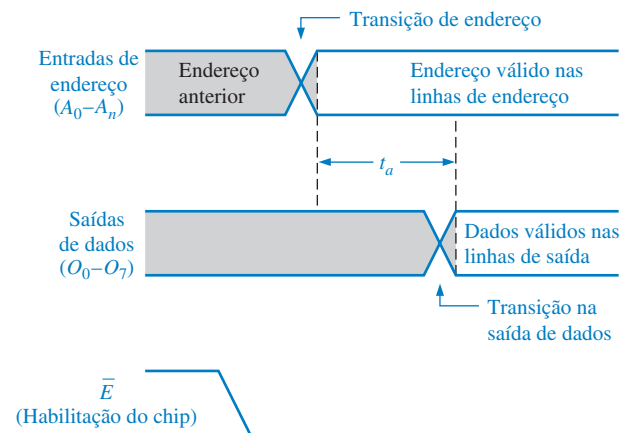 Transição de endereço
Entradas de
endereço
(A₀–Aₙ)
Endereço
anterior
Endereço válido nas
linhas de endereço
tₐ
Saídas
de dados
(O₀–O₇)
Dados válidos nas
linhas de saída
Transição na
saída de dados
E̅
(Habilitação do chip)